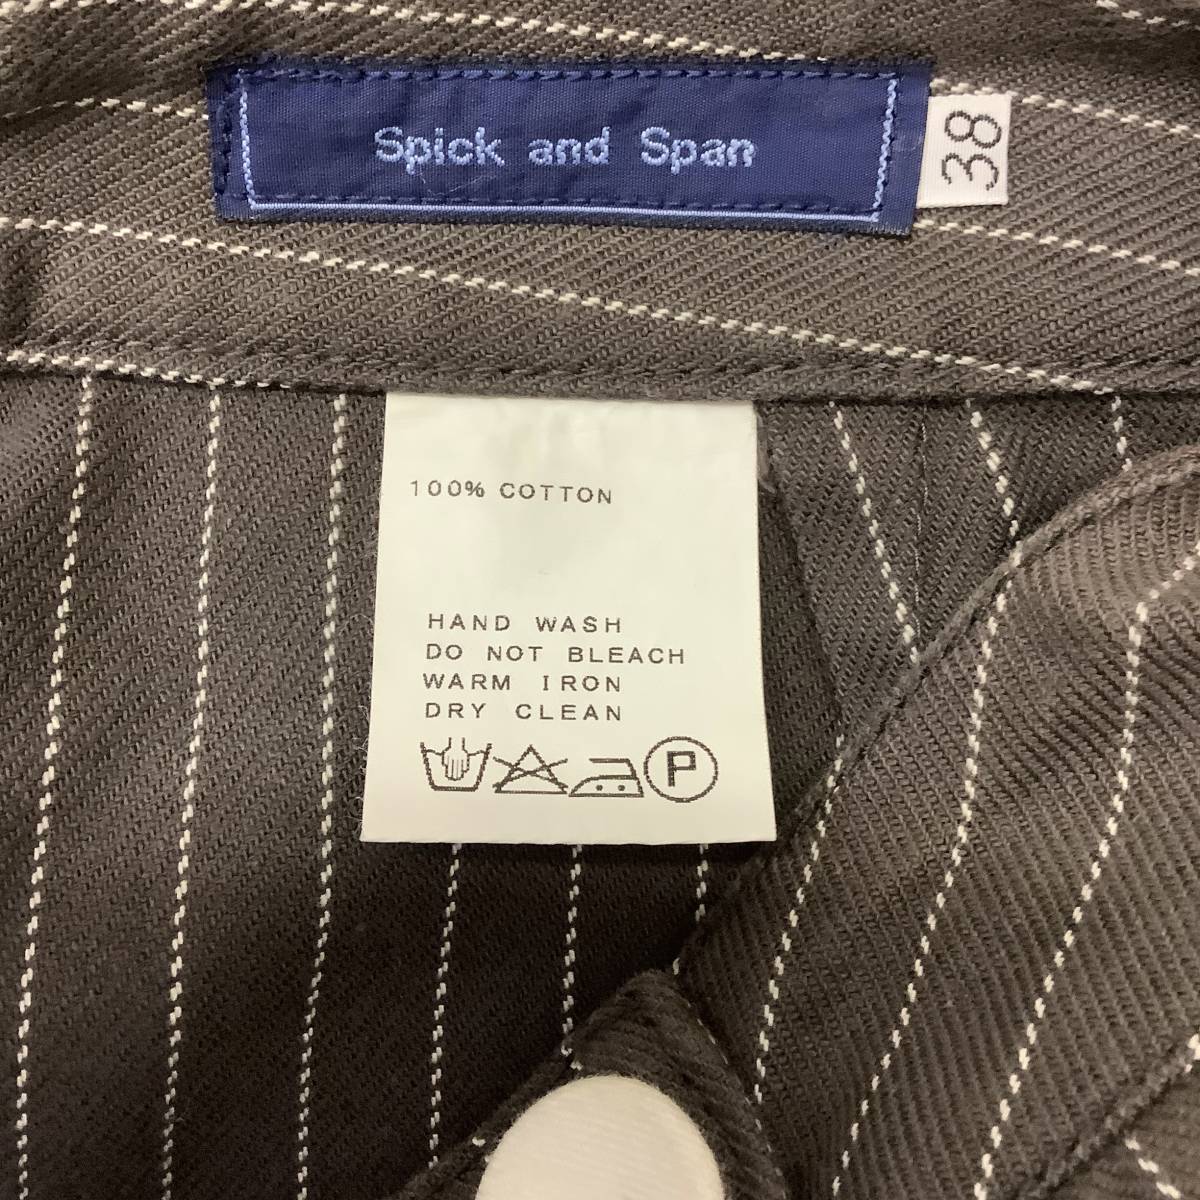 Spick and Span
38
100% COTTON
HAND WASH
DO NOT BLEACH
WARM IRON
DRY CLEAN
P